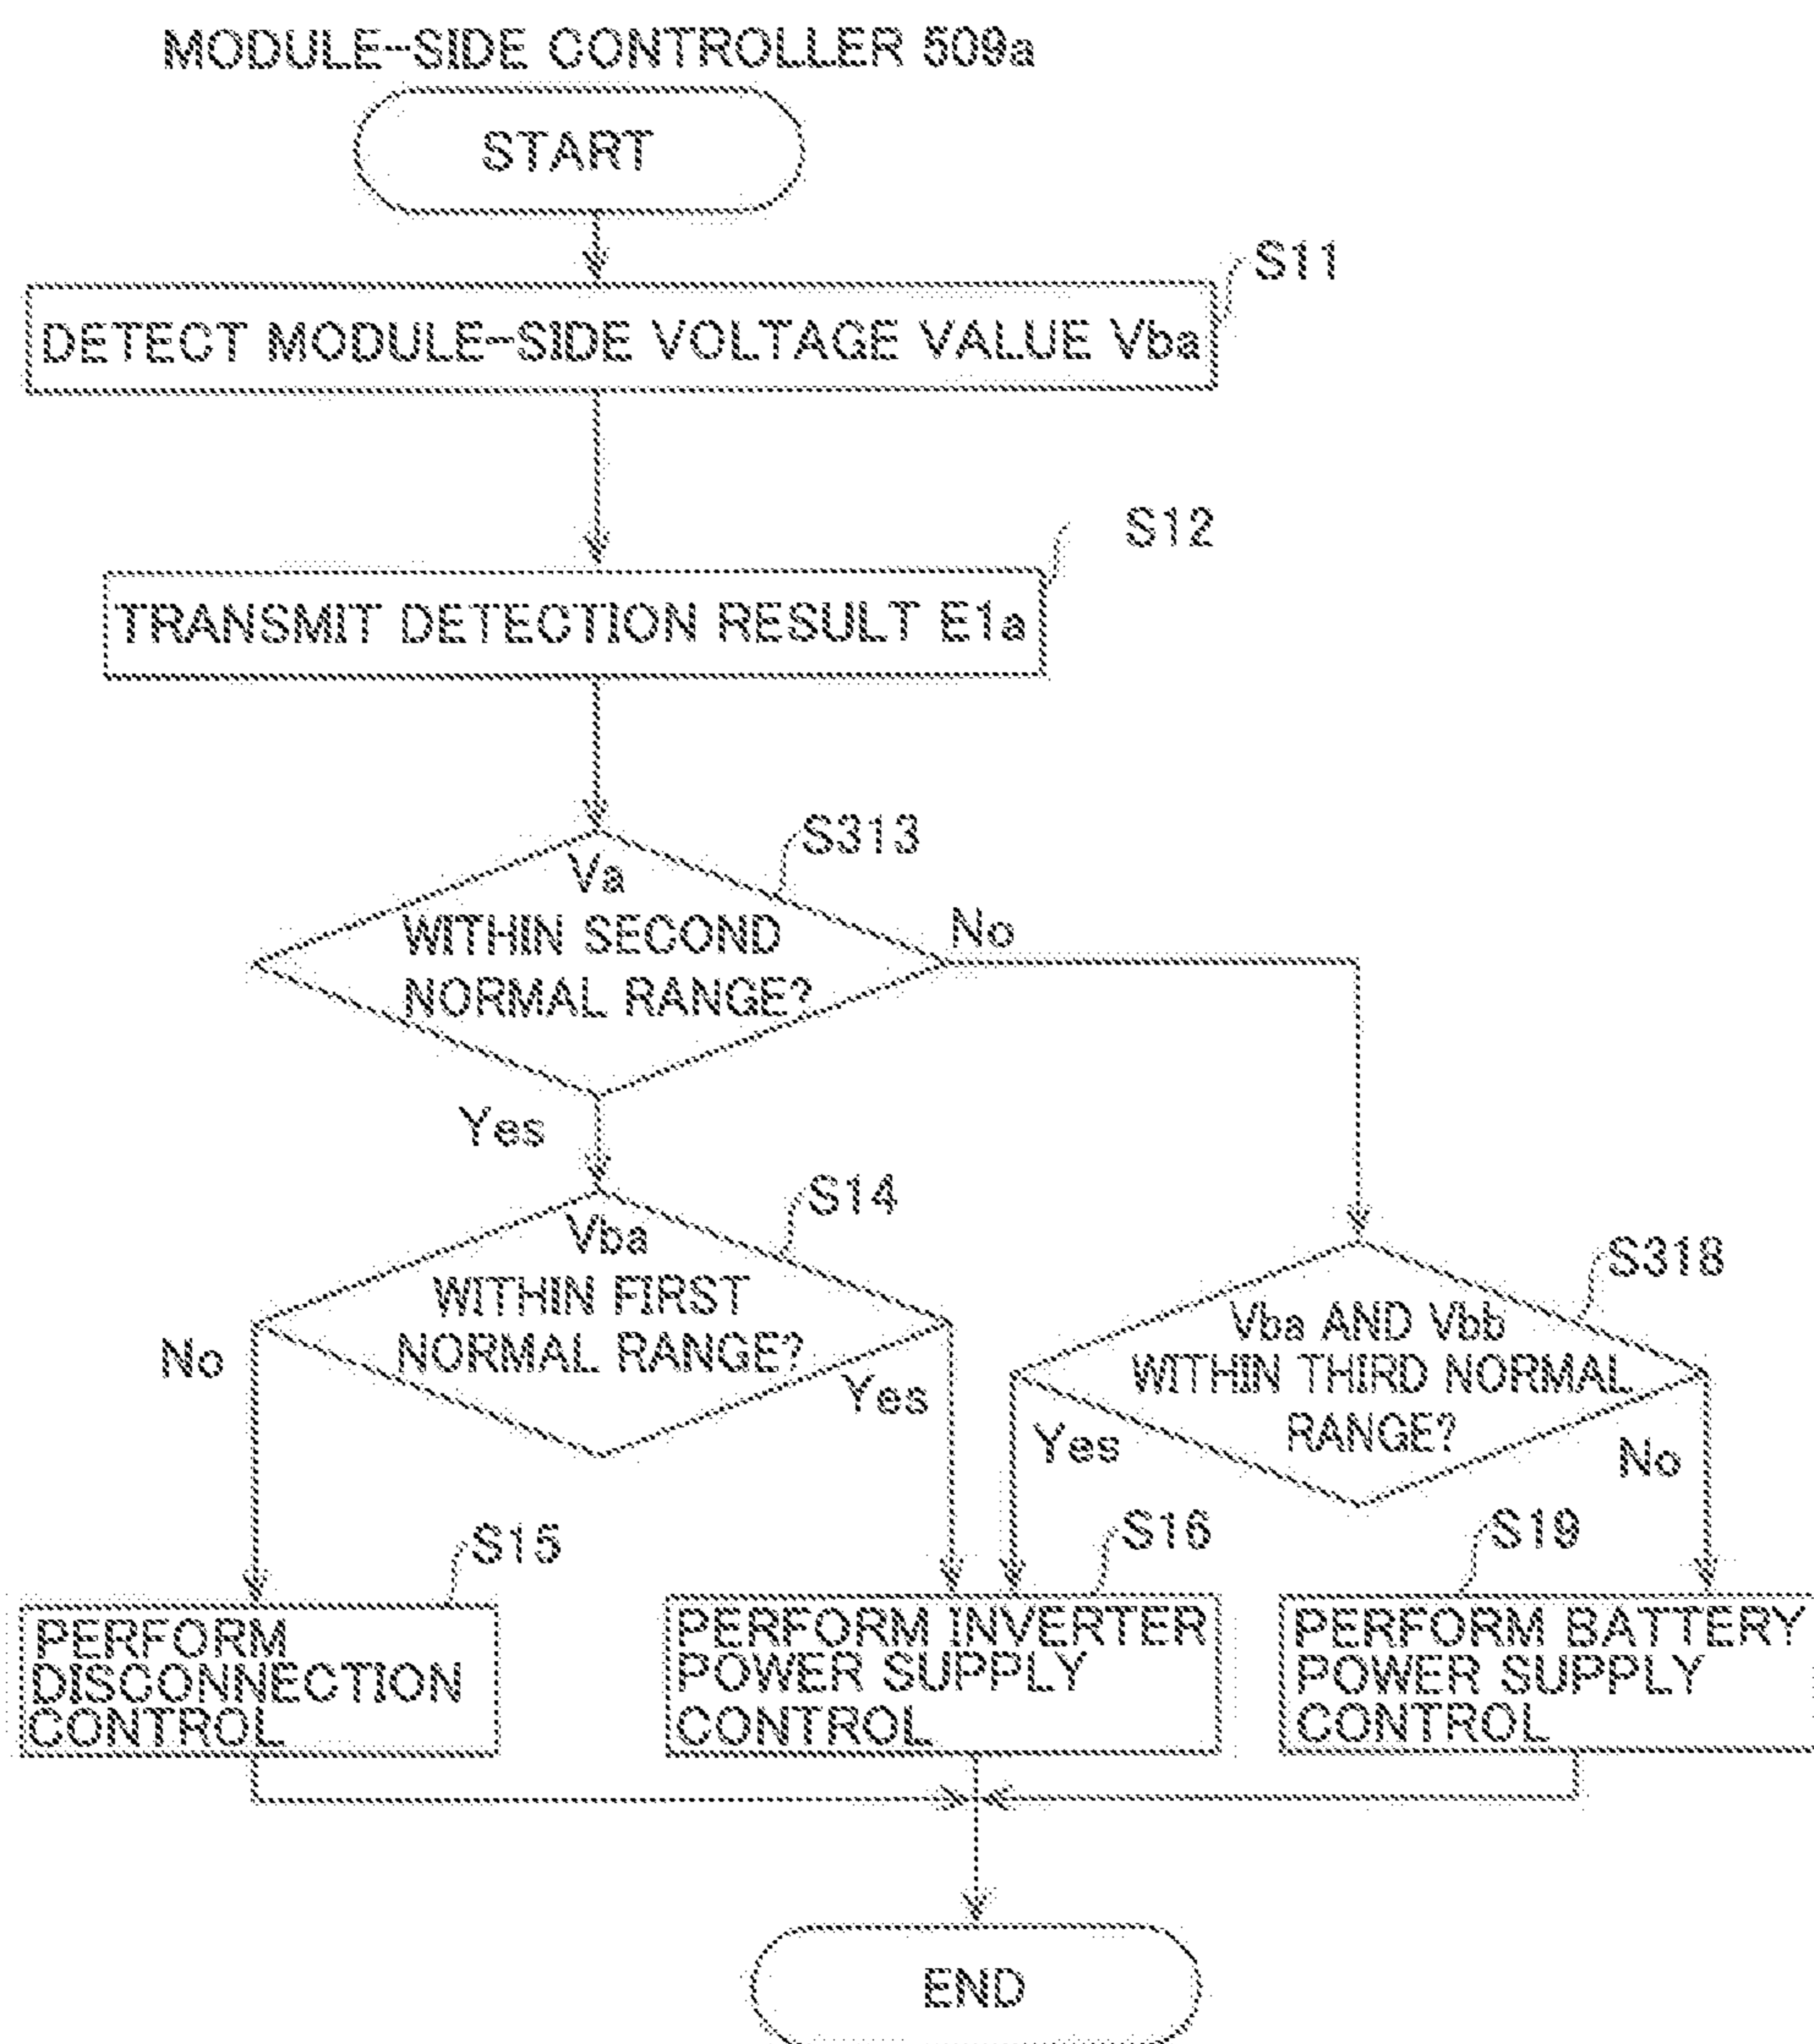 MODULE-SIDE CONTROLLER 509a
START
S11
DETECT MODULE-SIDE VOLTAGE VALUE Vba
S12
TRANSMIT DETECTION RESULT E1a
S313
Va
WITHIN SECOND
NORMAL RANGE?
No
Yes
S14
Vba
WITHIN FIRST
NORMAL RANGE?
No
Yes
S318
Vba AND Vbb
WITHIN THIRD NORMAL
RANGE?
Yes
No
S15
PERFORM
DISCONNECTION
CONTROL
S16
PERFORM INVERTER
POWER SUPPLY
CONTROL
S19
PERFORM BATTERY
POWER SUPPLY
CONTROL
END